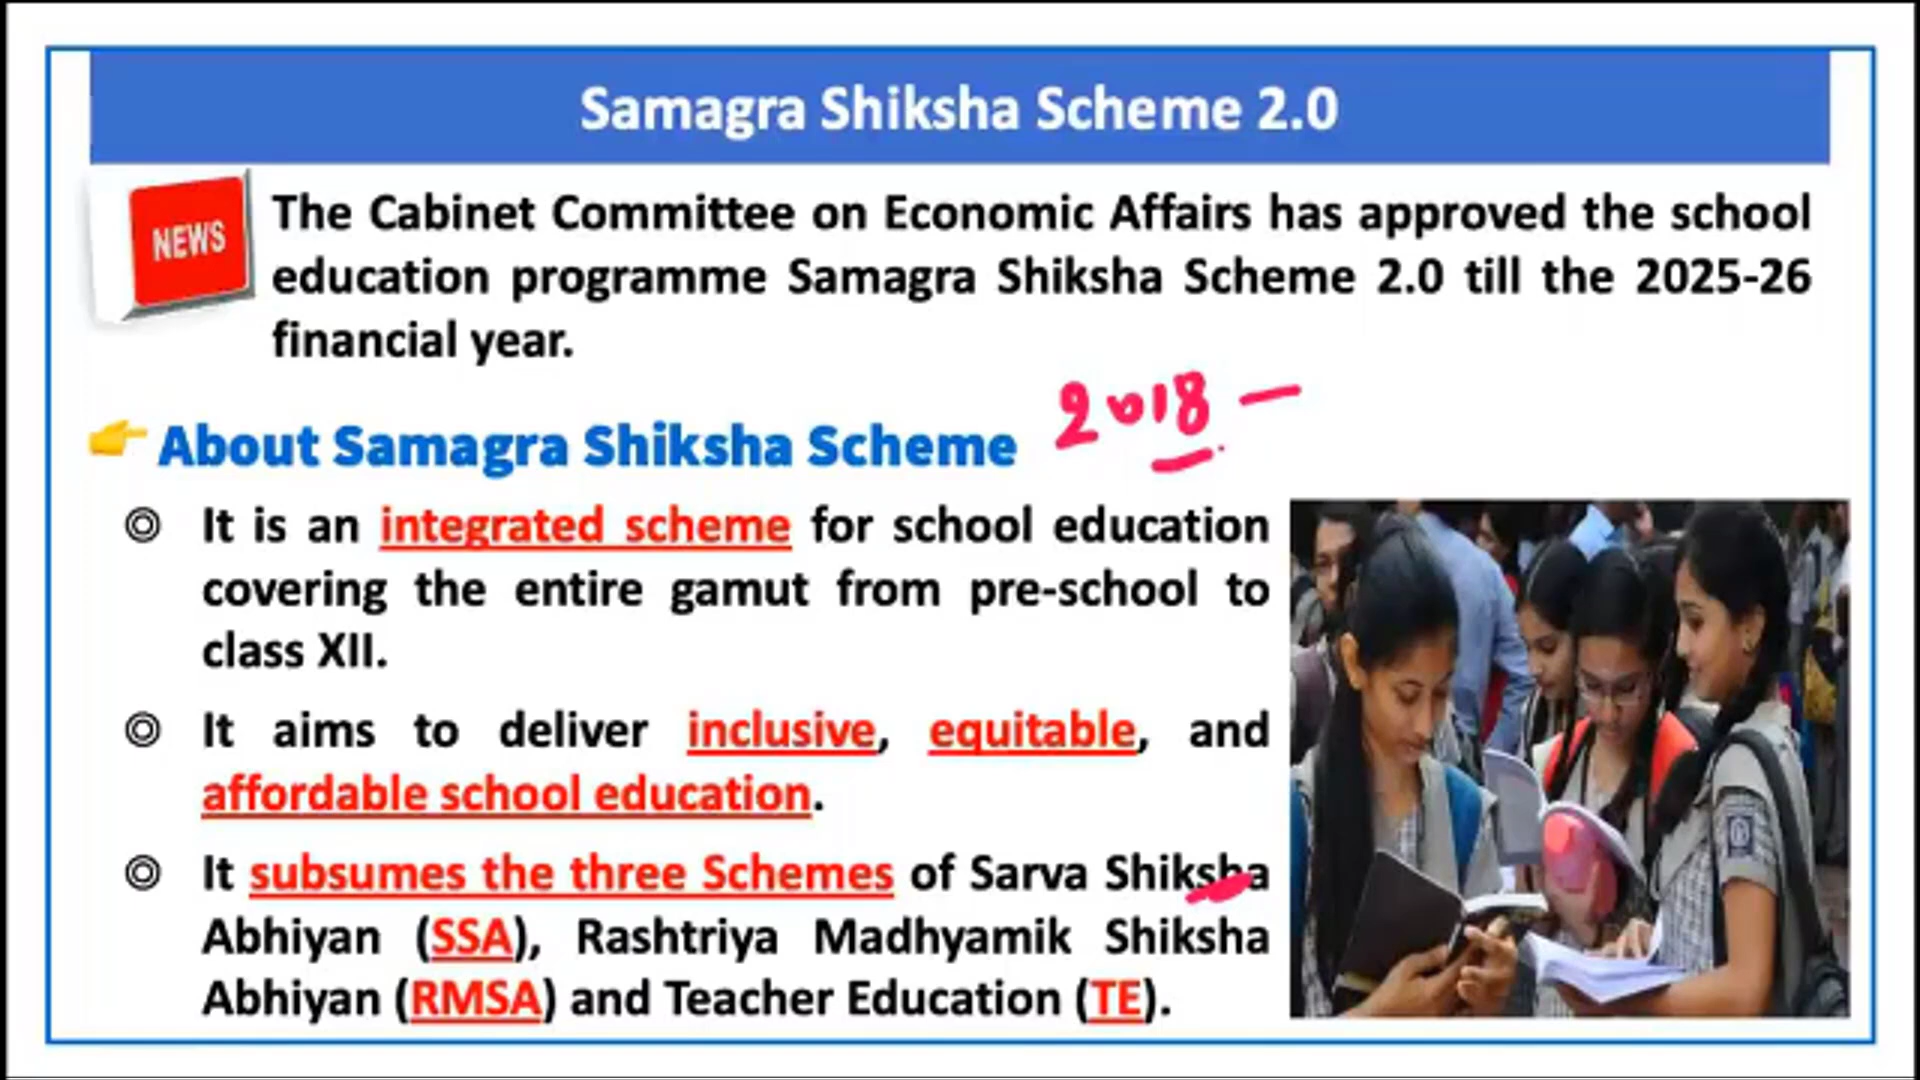 Samagra Shiksha Scheme 2.0
NEWS
The Cabinet Committee on Economic Affairs has approved the school
education programme Samagra Shiksha Scheme 2.0 till the 2025-26
financial year.
2018 –
About Samagra Shiksha Scheme
◎ It is an integrated scheme for school education
covering the entire gamut from pre-school to
class XII.
◎ It aims to deliver inclusive, equitable, and
affordable school education.
◎ It subsumes the three Schemes of Sarva Shiksha
Abhiyan (SSA), Rashtriya Madhyamik Shiksha
Abhiyan (RMSA) and Teacher Education (TE).